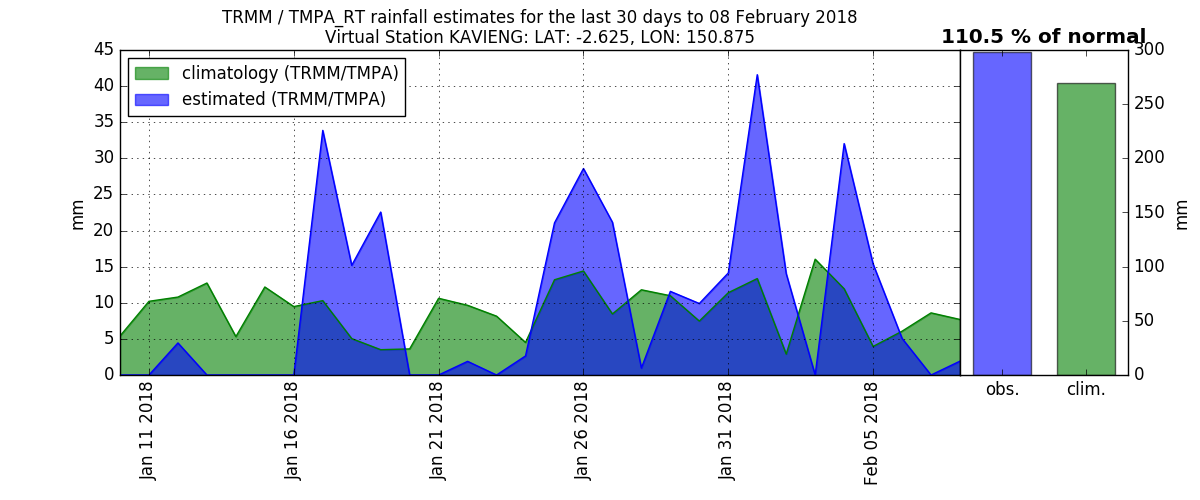 TRMM / TMPA_RT rainfall estimates for the last 30 days to 08 February 2018
Virtual Station KAVIENG: LAT: -2.625, LON: 150.875
110.5 % of normal
climatology (TRMM/TMPA)
estimated (TRMM/TMPA)
45
40
35
30
25
20
15
10
5
0
mm
Jan 11 2018
Jan 16 2018
Jan 21 2018
Jan 26 2018
Jan 31 2018
Feb 05 2018
300
250
200
150
100
50
0
mm
obs.
clim.